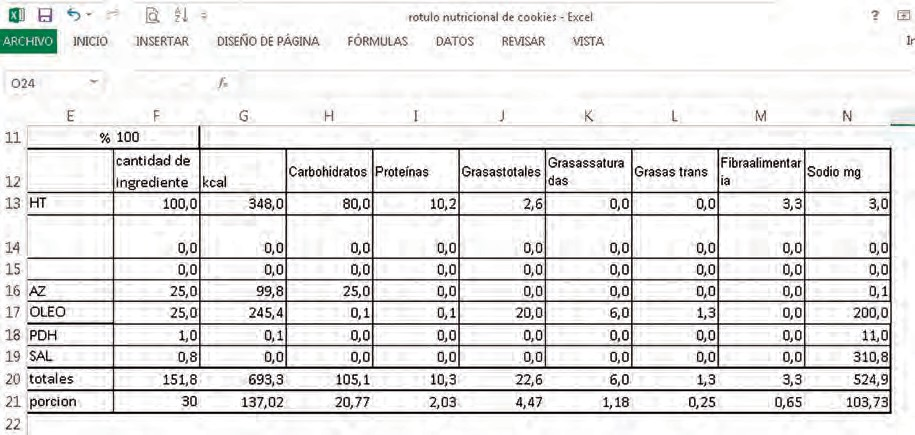 rotulo nutricional de cookies - Excel ?
ARCHIVO INICIO INSERTAR DISEÑO DE PÁGINA FÓRMULAS DATOS REVISAR VISTA
O24 fx
E F G H I J K L M N
11 % 100
12 cantidad de ingrediente kcal Carbohidratos Proteínas Grasastotales Grasassatura das Grasas trans Fibraalimentar ia Sodio mg
13 HT 100,0 348,0 80,0 10,2 2,6 0,0 0,0 3,3 3,0
14 0,0 0,0 0,0 0,0 0,0 0,0 0,0 0,0 0,0
15 0,0 0,0 0,0 0,0 0,0 0,0 0,0 0,0 0,0
16 AZ 25,0 99,8 25,0 0,0 0,0 0,0 0,0 0,0 0,1
17 OLEO 25,0 245,4 0,1 0,1 20,0 6,0 1,3 0,0 200,0
18 PDH 1,0 0,1 0,0 0,0 0,0 0,0 0,0 0,0 11,0
19 SAL 0,8 0,0 0,0 0,0 0,0 0,0 0,0 0,0 310,8
20 totales 151,8 693,3 105,1 10,3 22,6 6,0 1,3 3,3 524,9
21 porcion 30 137,02 20,77 2,03 4,47 1,18 0,25 0,65 103,73
22